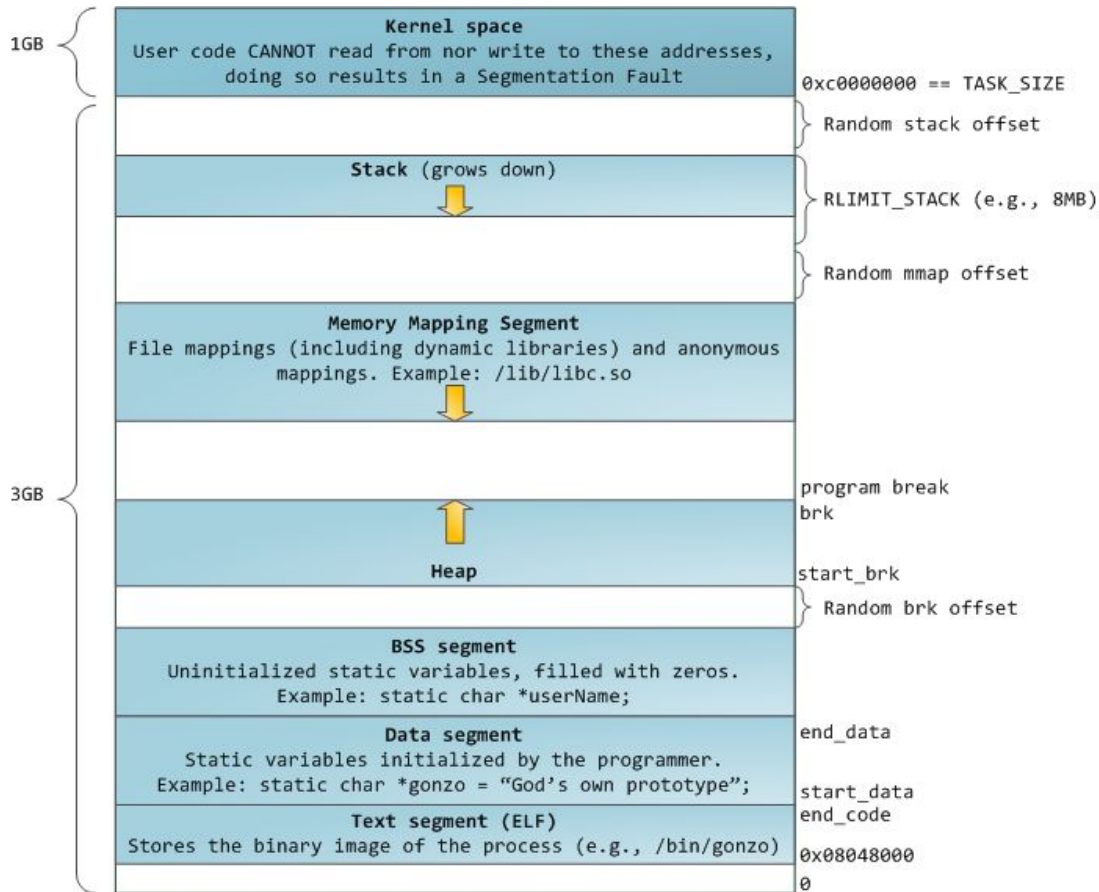 1GB
Kernel space
User code CANNOT read from nor write to these addresses,
doing so results in a Segmentation Fault
0xc0000000 == TASK_SIZE
Random stack offset
Stack (grows down)
RLIMIT_STACK (e.g., 8MB)
Random mmap offset
Memory Mapping Segment
File mappings (including dynamic libraries) and anonymous
mappings. Example: /lib/libc.so
3GB
program break
brk
Heap
start_brk
Random brk offset
BSS segment
Uninitialized static variables, filled with zeros.
Example: static char *userName;
Data segment
end_data
Static variables initialized by the programmer.
Example: static char *gonzo = “God’s own prototype”;
start_data
Text segment (ELF)
end_code
Stores the binary image of the process (e.g., /bin/gonzo)
0x08048000
0